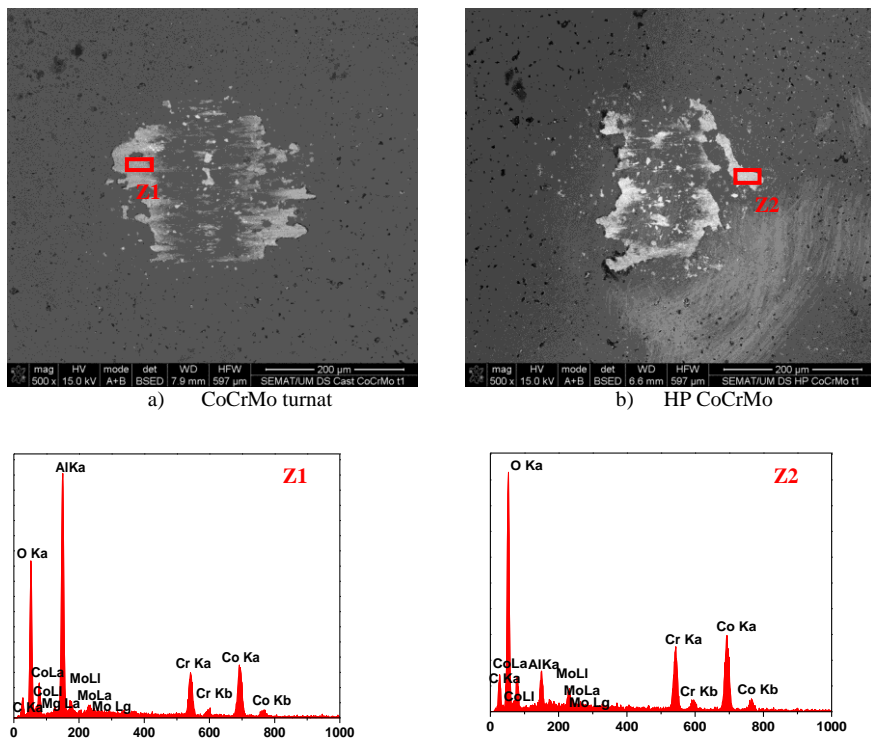 Z1
Z2
mag HV mode det WD HFW 200 µm
500 x 15.0 kV A+B BSED 7.9 mm 597 µm SEMAT/UM DS Cast CoCrMo t1
mag HV mode det WD HFW 200 µm
500 x 15.0 kV A+B BSED 6.6 mm 597 µm SEMAT/UM DS HP CoCrMo t1
a) CoCrMo turnat
b) HP CoCrMo
AlKa
Z1
O Ka
CoLa
MoLl
CoLl
MoLa
C Ka
Mg La
Mo Lg
Cr Ka
Co Ka
Cr Kb
Co Kb
0 200 400 600 800 1000
O Ka
Z2
CoLa
AlKa
MoLl
C Ka
MoLa
CoLl
Mo Lg
Cr Ka
Co Ka
Cr Kb
Co Kb
0 200 400 600 800 1000